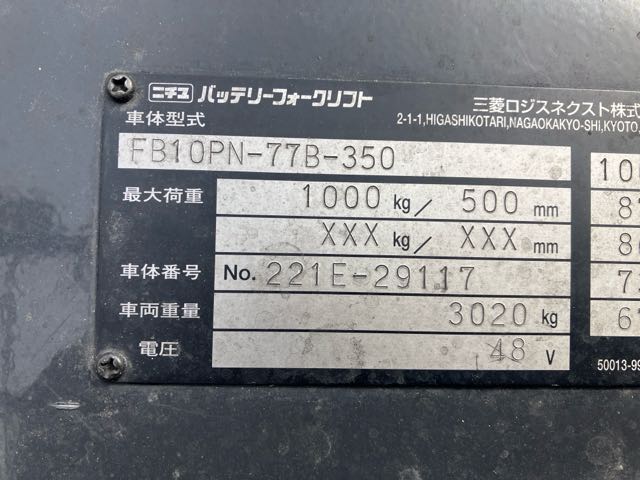 ニチユ バッテリーフォークリフト 三菱ロジスネクスト株式
車体型式 2-1-1,HIGASHIKOTARI,NAGAOKAKYO-SHI,KYOTO,
FB10PN-77B-350
最大荷重 1000 kg/ 500 mm
XXX kg/ XXX mm
車体番号 No. 221E-29117
車両重量 3020 kg
電圧 48 V
50013-99